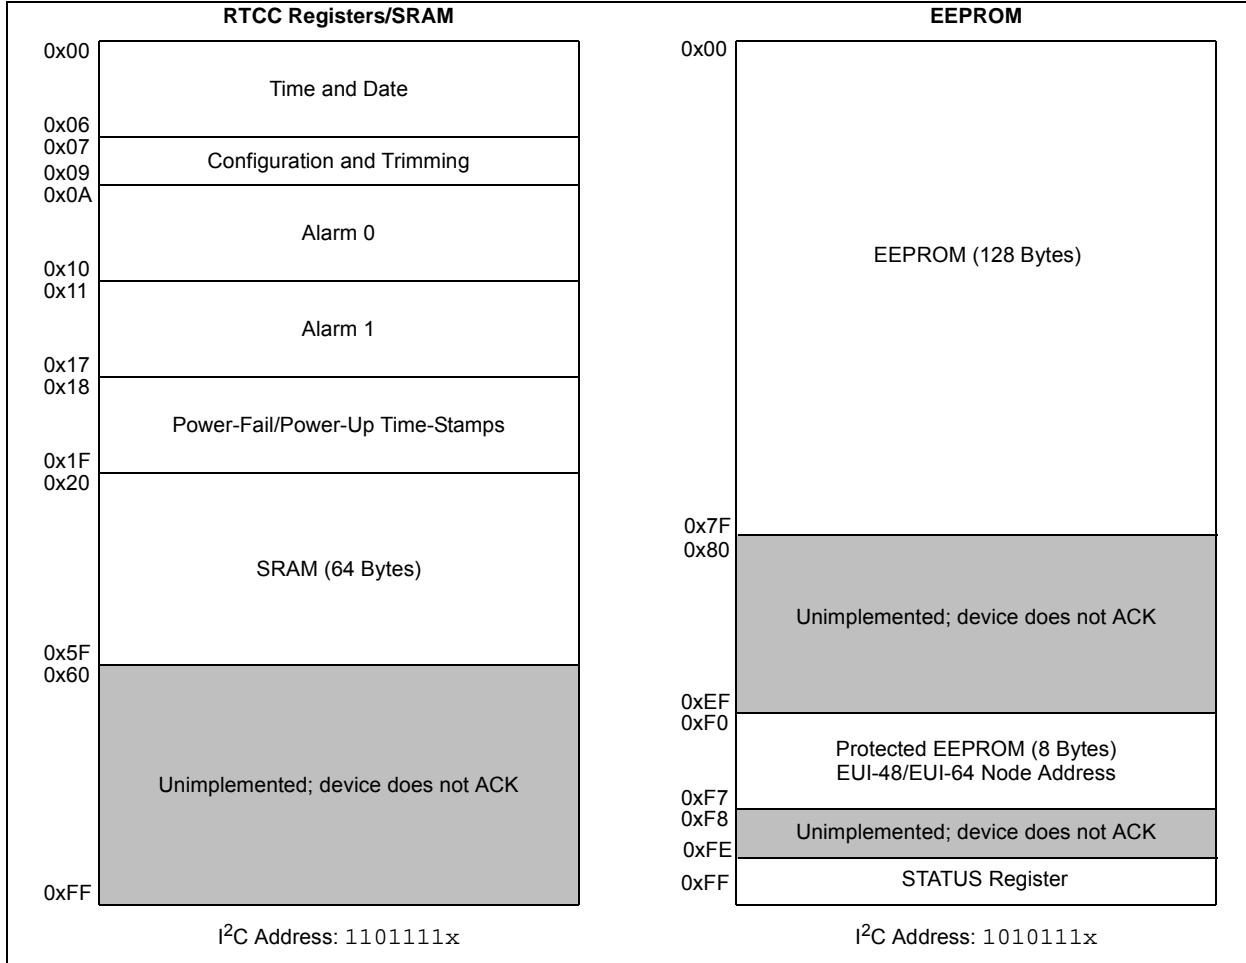 RTCC Registers/SRAM
0x00
Time and Date
0x06
0x07
Configuration and Trimming
0x09
0x0A
Alarm 0
0x10
0x11
Alarm 1
0x17
0x18
Power-Fail/Power-Up Time-Stamps
0x1F
0x20
SRAM (64 Bytes)
0x5F
0x60
Unimplemented; device does not ACK
0xFF
I2C Address: 1101111x
EEPROM
0x00
EEPROM (128 Bytes)
0x7F
0x80
Unimplemented; device does not ACK
0xEF
0xF0
Protected EEPROM (8 Bytes)
EUI-48/EUI-64 Node Address
0xF7
0xF8
Unimplemented; device does not ACK
0xFE
0xFF
STATUS Register
I2C Address: 1010111x